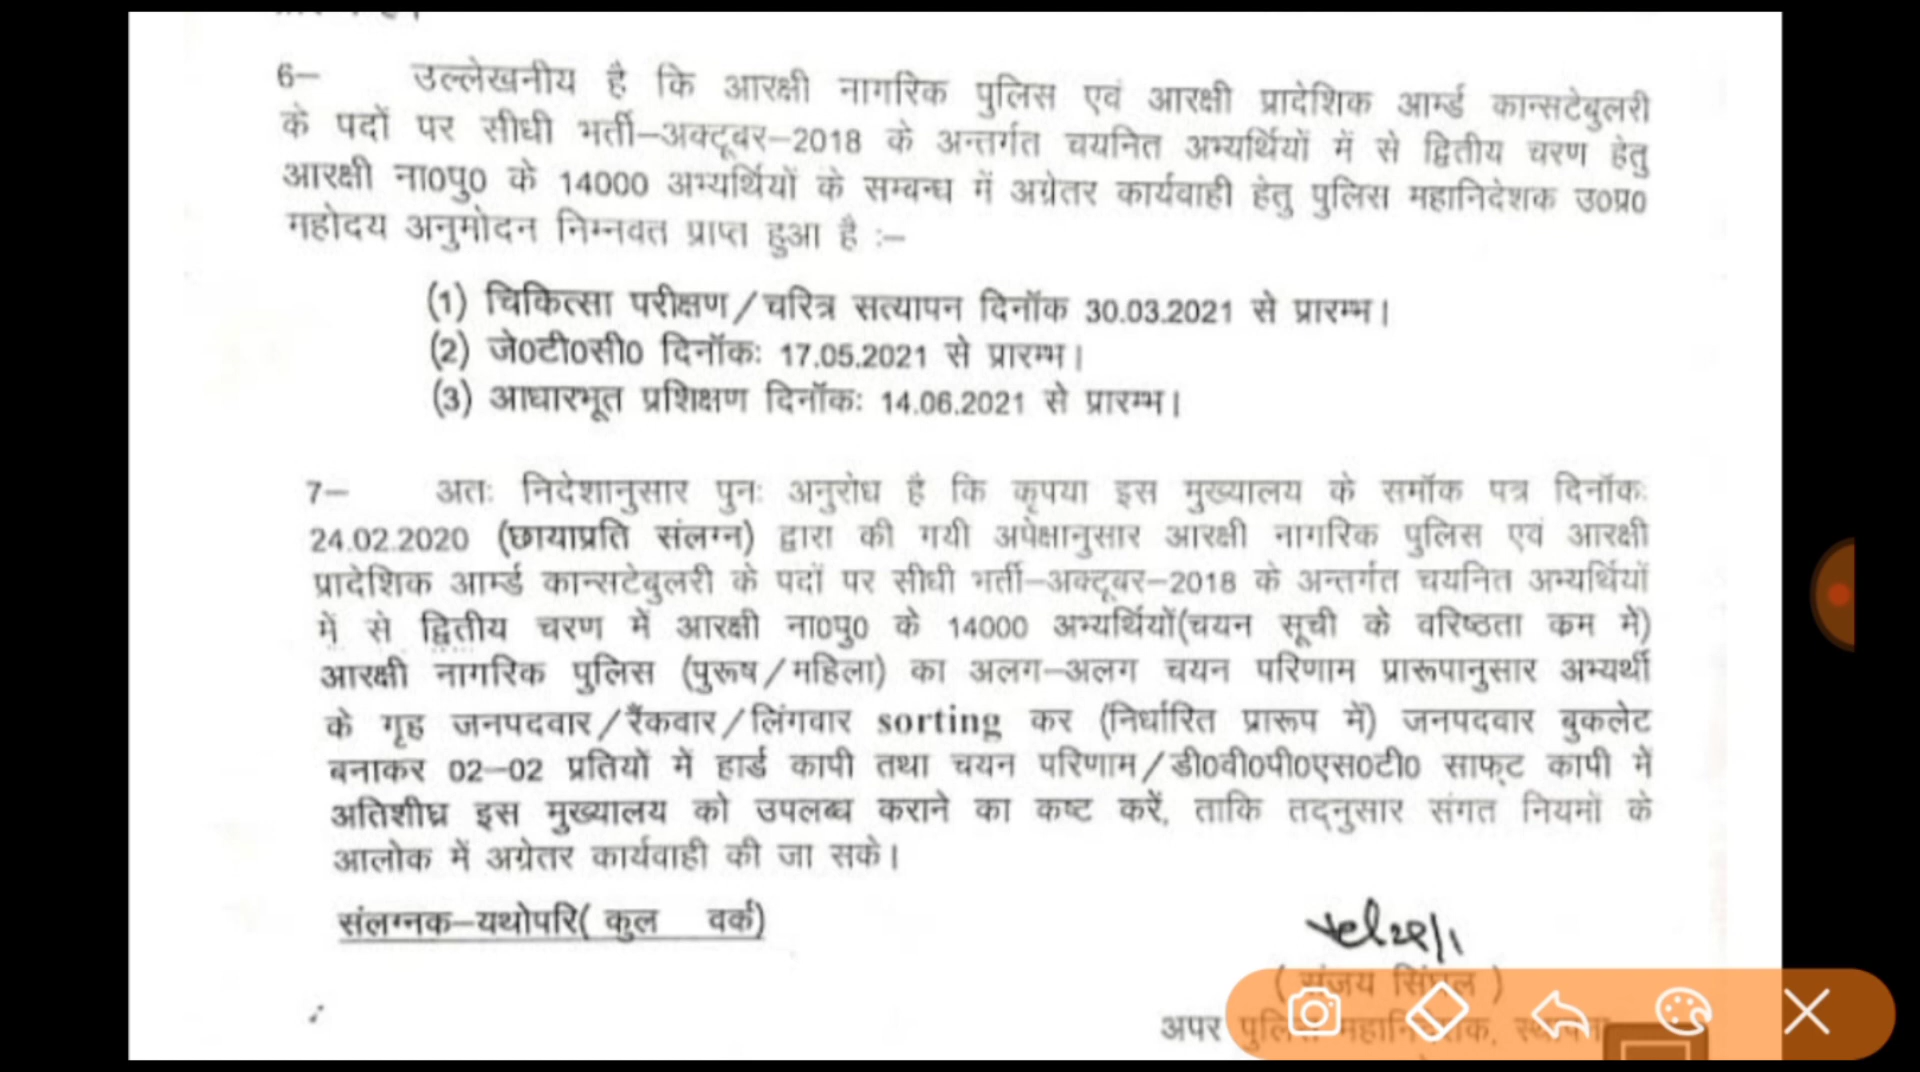 6– उल्लेखनीय है कि आरक्षी नागरिक पुलिस एवं आरक्षी प्रादेशिक आर्म्ड कान्सटेबुलरी
के पदों पर सीधी भर्ती–अक्टूबर–2018 के अन्तर्गत चयनित अभ्यर्थियों में से द्वितीय चरण हेतु
आरक्षी ना0पु0 के 14000 अभ्यर्थियों के सम्बन्ध में अग्रेतर कार्यवाही हेतु पुलिस महानिदेशक उ0प्र0
महोदय अनुमोदन निम्नवत प्राप्त हुआ है :–
(1) चिकित्सा परीक्षण/चरित्र सत्यापन दिनॉक 30.03.2021 से प्रारम्भ।
(2) जे0टी0सी0 दिनॉक: 17.05.2021 से प्रारम्भ।
(3) आधारभूत प्रशिक्षण दिनॉक: 14.06.2021 से प्रारम्भ।
7– अतः निदेशानुसार पुनः अनुरोध है कि कृपया इस मुख्यालय के समॉक पत्र दिनॉक:
24.02.2020 (छायाप्रति संलग्न) द्वारा की गयी अपेक्षानुसार आरक्षी नागरिक पुलिस एवं आरक्षी
प्रादेशिक आर्म्ड कान्सटेबुलरी के पदों पर सीधी भर्ती–अक्टूबर–2018 के अन्तर्गत चयनित अभ्यर्थियों
में से द्वितीय चरण में आरक्षी ना0पु0 के 14000 अभ्यर्थियों(चयन सूची के वरिष्ठता कम में)
आरक्षी नागरिक पुलिस (पुरूष/महिला) का अलग–अलग चयन परिणाम प्रारूपानुसार अभ्यर्थी
के गृह जनपदवार/रैंकवार/लिंगवार sorting कर (निर्धारित प्रारूप में) जनपदवार बुकलेट
बनाकर 02–02 प्रतियों में हार्ड कापी तथा चयन परिणाम/डी0वी0पी0एस0टी0 साफ्ट कापी में
अतिशीघ्र इस मुख्यालय को उपलब्ध कराने का कष्ट करें, ताकि तद्नुसार संगत नियमों के
आलोक में अग्रेतर कार्यवाही की जा सके।
संलग्नक–यथोपरि( कुल वर्क)
( संजय सिंघल )
अपर पुलिस महानिदेशक, स्थापना